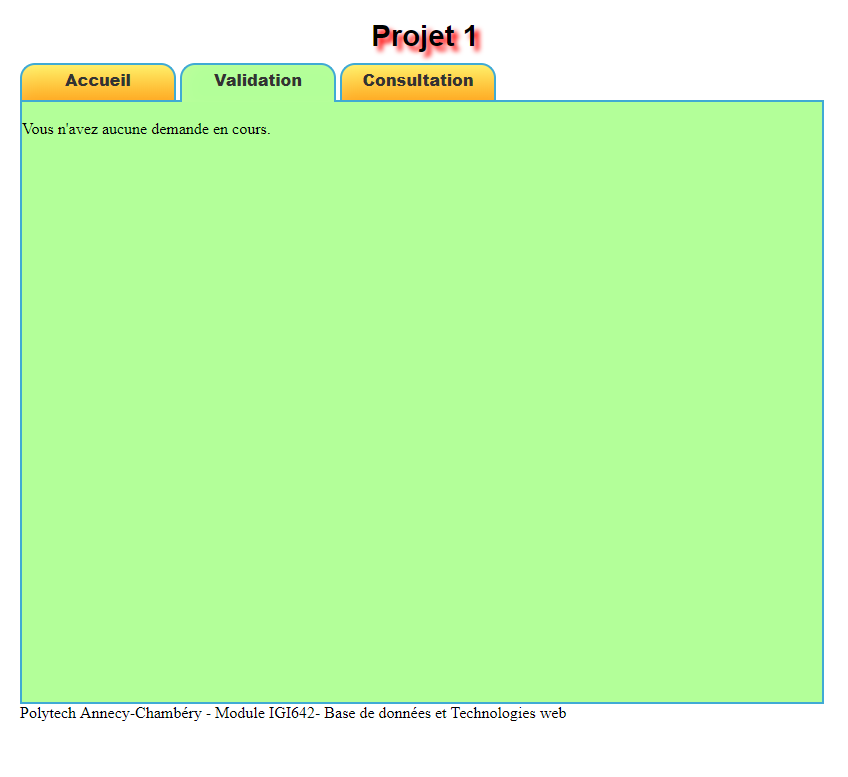 Projet 1
Accueil
Validation
Consultation
Vous n'avez aucune demande en cours.
Polytech Annecy-Chambéry - Module IGI642- Base de données et Technologies web